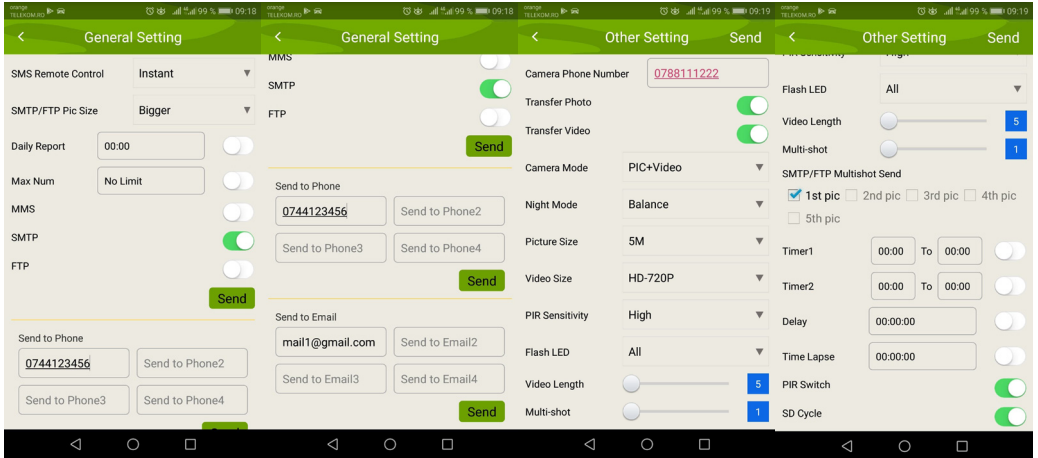 orange
TELEKOM.RO
99 % 09:18
General Setting
SMS Remote Control Instant
SMTP/FTP Pic Size Bigger
Daily Report 00:00
Max Num No Limit
MMS
SMTP
FTP
Send
Send to Phone
0744123456 Send to Phone2
Send to Phone3 Send to Phone4
orange
TELEKOM.RO
99 % 09:18
General Setting
MMS
SMTP
FTP
Send
Send to Phone
0744123456 Send to Phone2
Send to Phone3 Send to Phone4
Send
Send to Email
mail1@gmail.com Send to Email2
Send to Email3 Send to Email4
Send
orange
TELEKOM.RO
99 % 09:19
Other Setting Send
Camera Phone Number 0788111222
Transfer Photo
Transfer Video
Camera Mode PIC+Video
Night Mode Balance
Picture Size 5M
Video Size HD-720P
PIR Sensitivity High
Flash LED All
Video Length 5
Multi-shot 1
orange
TELEKOM.RO
99 % 09:19
Other Setting Send
PIR Sensitivity High
Flash LED All
Video Length 5
Multi-shot 1
SMTP/FTP Multishot Send
1st pic 2nd pic 3rd pic 4th pic
5th pic
Timer1 00:00 To 00:00
Timer2 00:00 To 00:00
Delay 00:00:00
Time Lapse 00:00:00
PIR Switch
SD Cycle